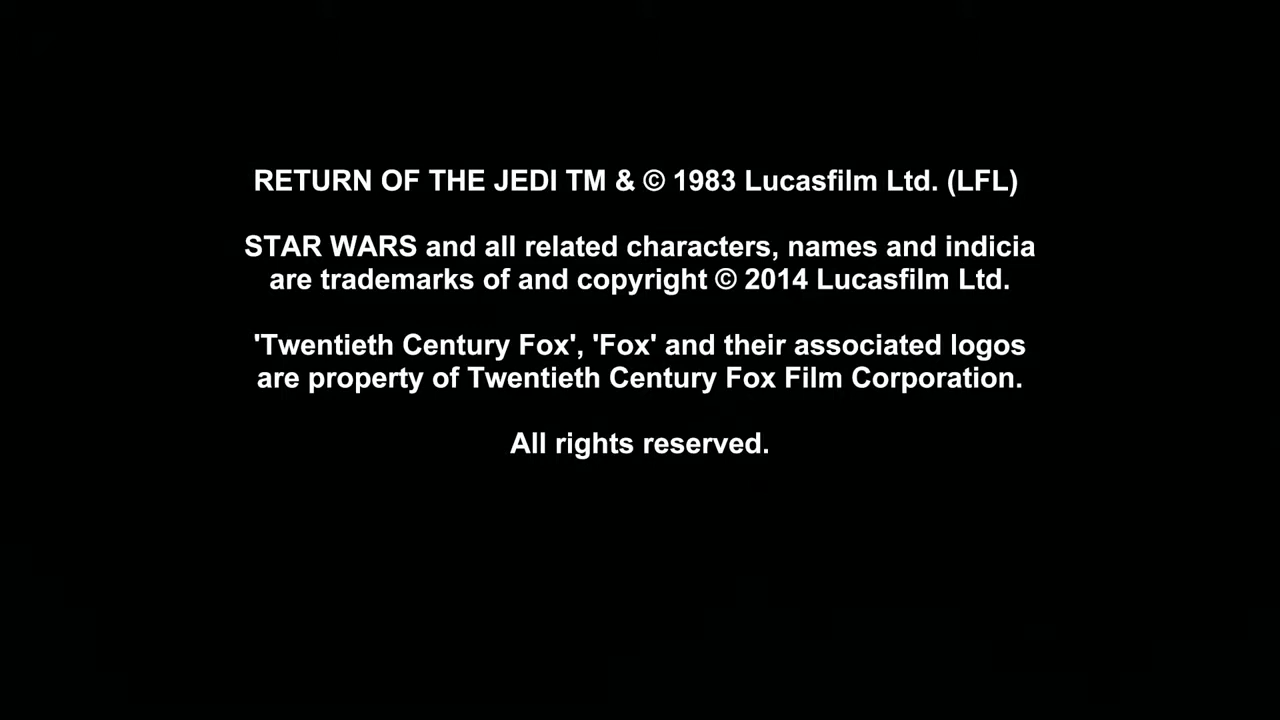 RETURN OF THE JEDI TM & © 1983 Lucasfilm Ltd. (LFL)
STAR WARS and all related characters, names and indicia
are trademarks of and copyright © 2014 Lucasfilm Ltd.
'Twentieth Century Fox', 'Fox' and their associated logos
are property of Twentieth Century Fox Film Corporation.
All rights reserved.